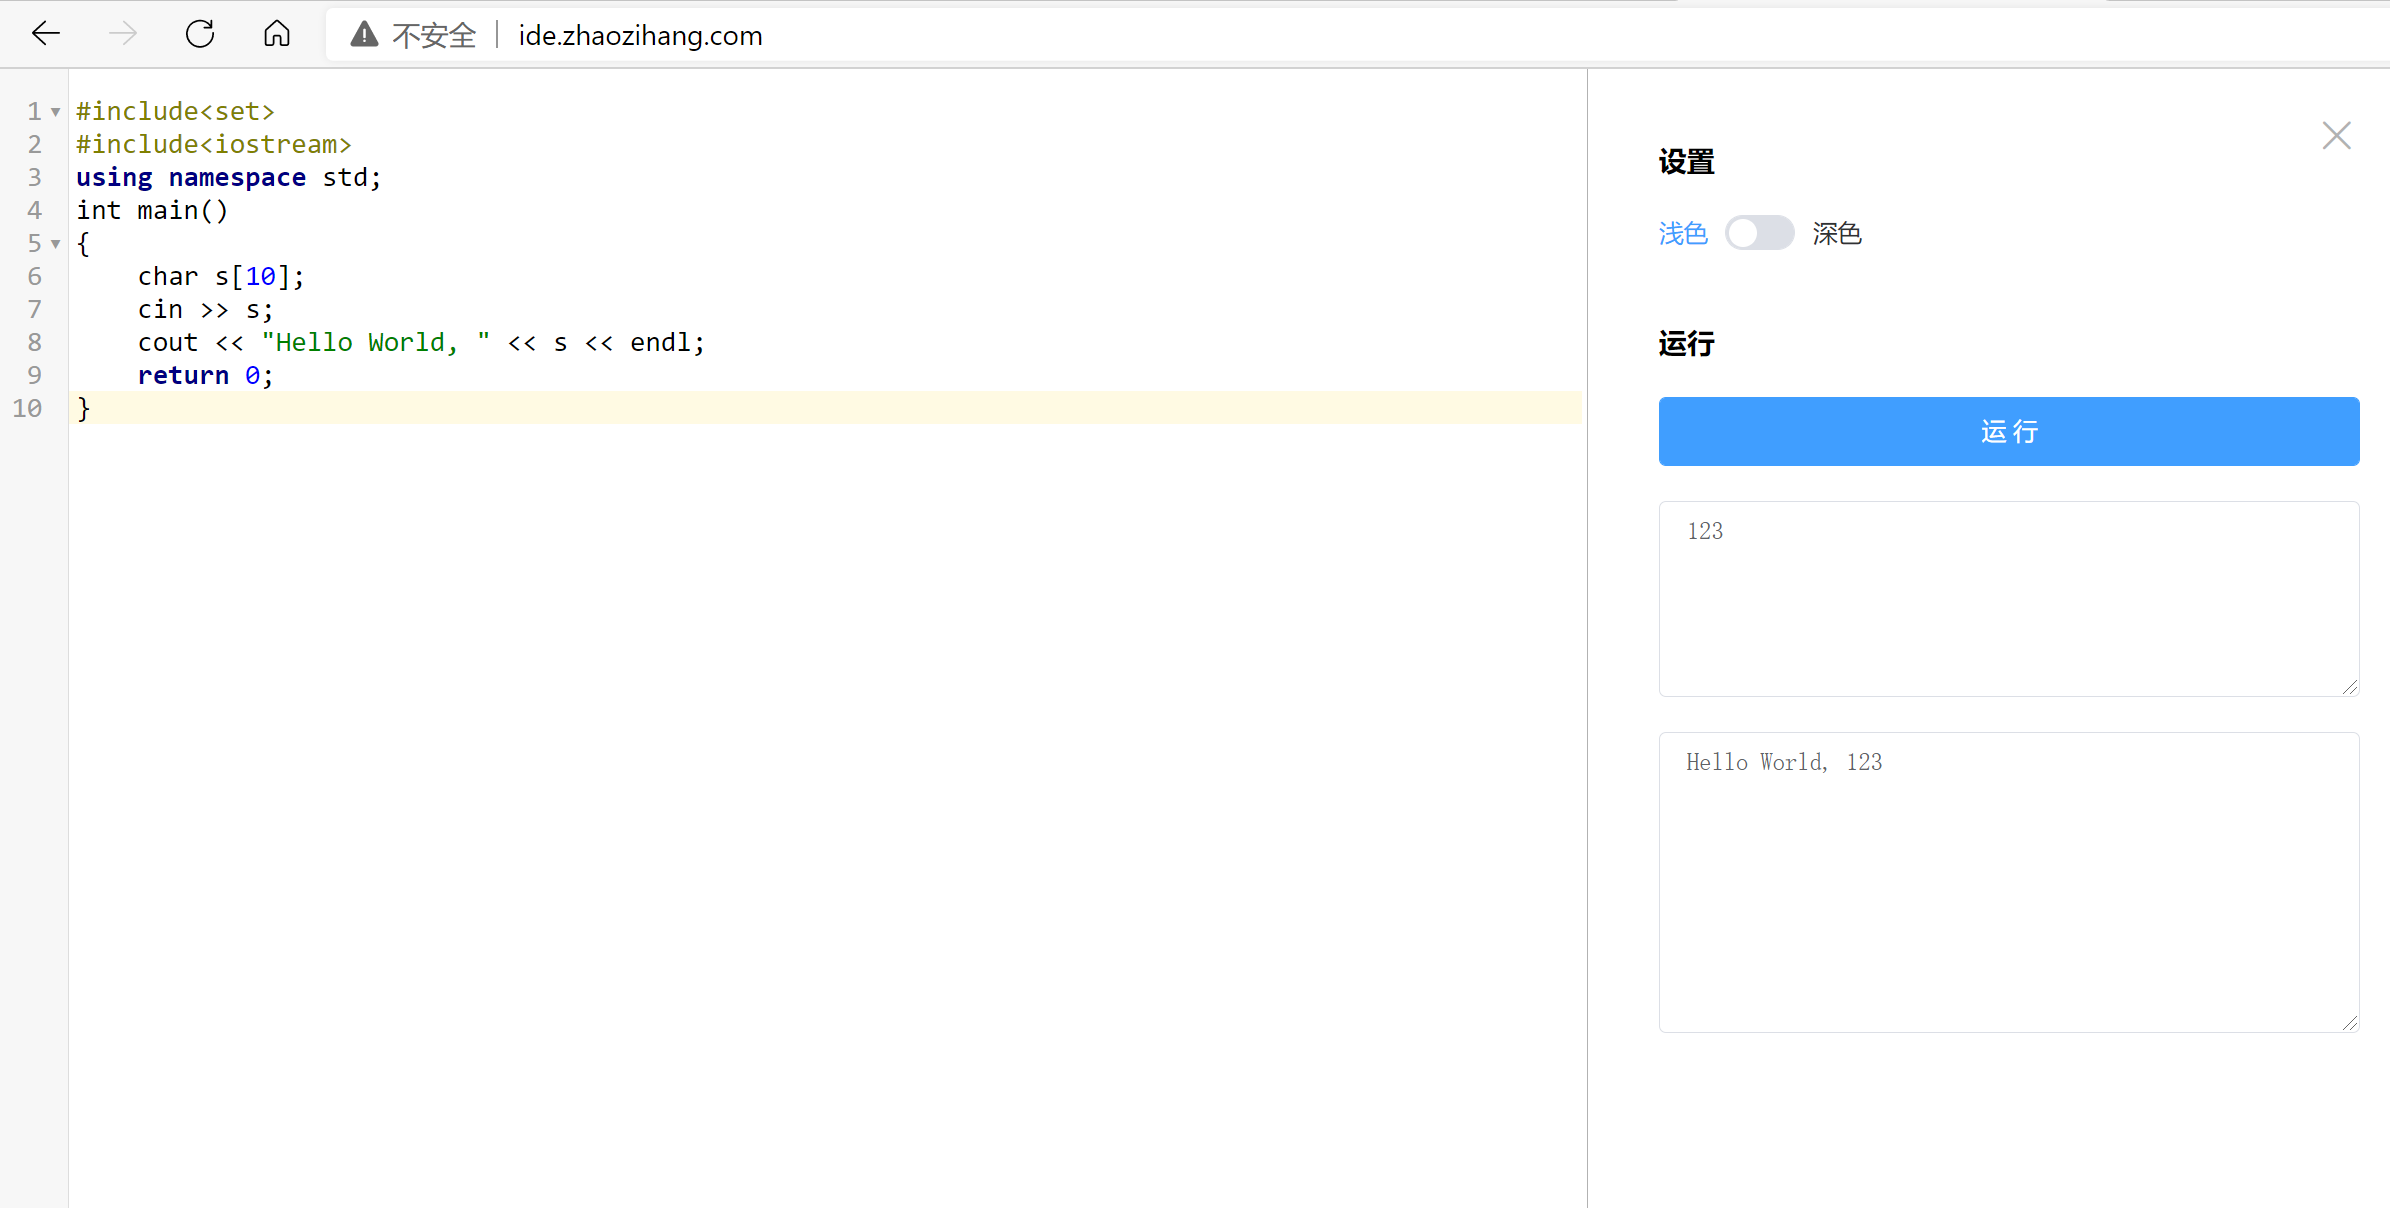 不安全 | ide.zhaozihang.com
1 #include<set>
2 #include<iostream>
3 using namespace std;
4 int main()
5 {
6     char s[10];
7     cin >> s;
8     cout << "Hello World, " << s << endl;
9     return 0;
10 }
设置
浅色 深色
运行
运 行
123
Hello World, 123